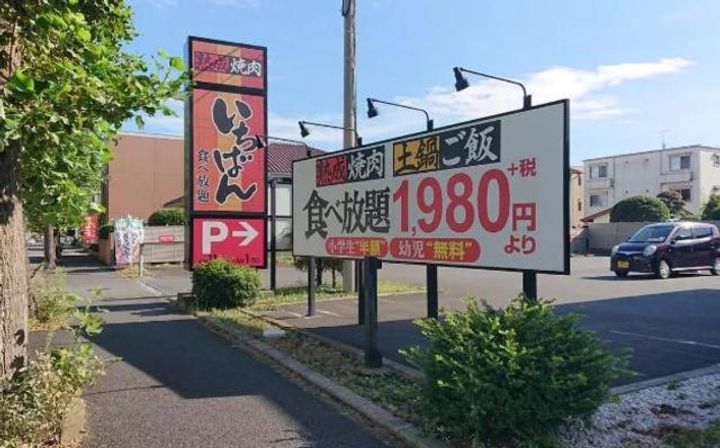 熟成焼肉
いちばん
食べ放題
P→
熟成焼肉 土鍋ご飯
食べ放題 1,980円+税より
小学生"半額" 幼児"無料"